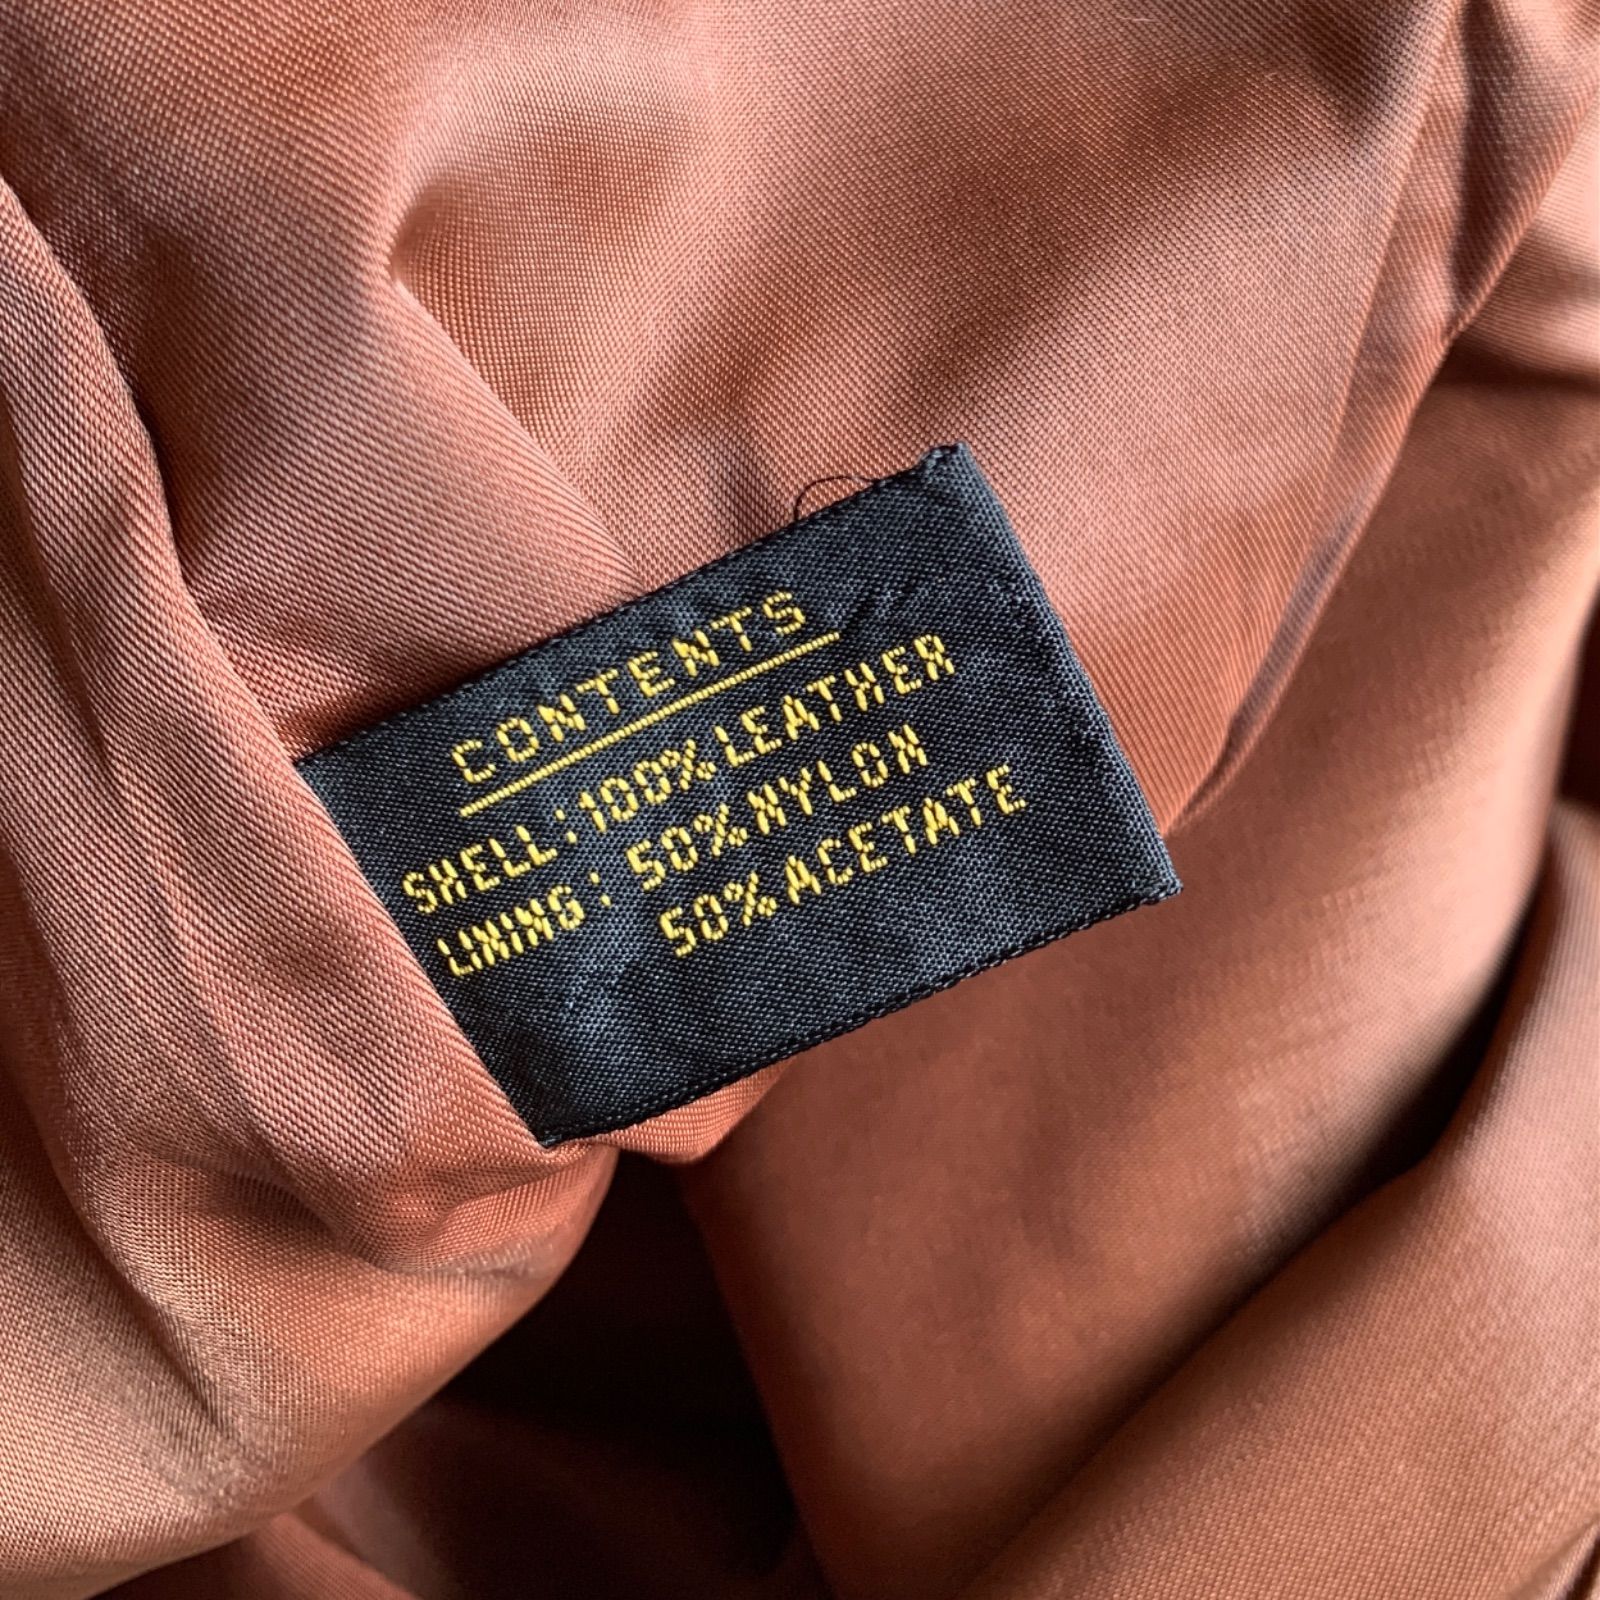 CONTENTS
SHELL: 100% LEATHER
LINING: 50% NYLON
50% ACETATE